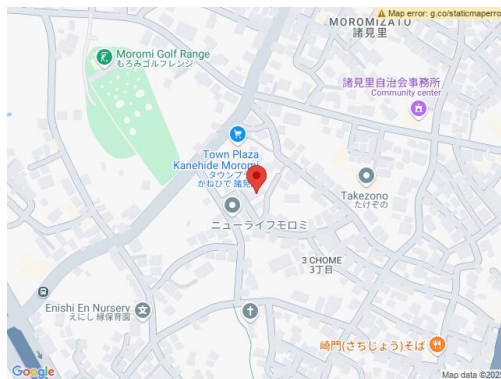 Map error: g.co/staticmaperro
MOROMIZATO
諸見里
Moromi Golf Range
もろみゴルフレンジ
諸見里自治会事務所
Community center
Town Plaza
Kanehide Moromi
タウンプ
かねひで 諸見
Takezono
たけぞの
ニューライフモロミ
3 CHOME
3丁目
Enishi En Nursery
えにし 縁保育園
崎門(さちじょう)そば
Google
Map data ©2025